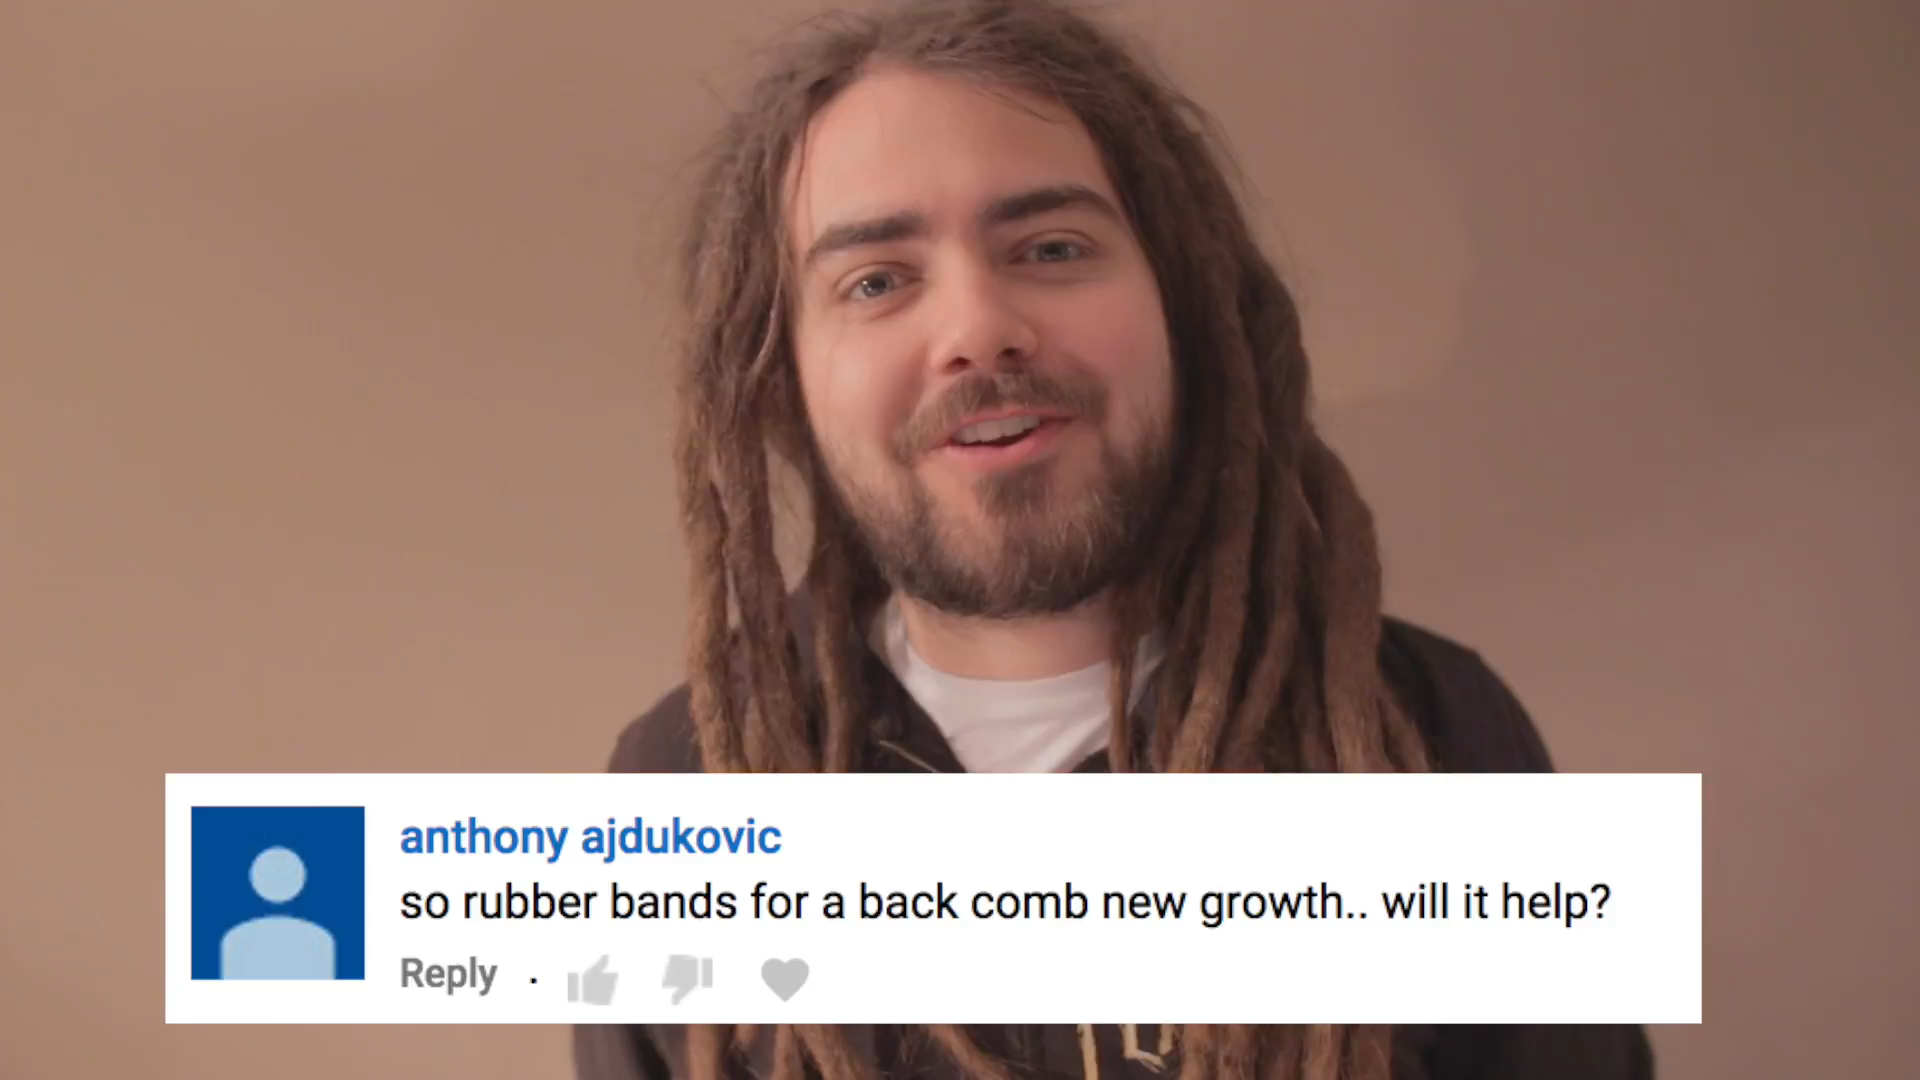 anthony ajdukovic
so rubber bands for a back comb new growth.. will it help?
Reply .